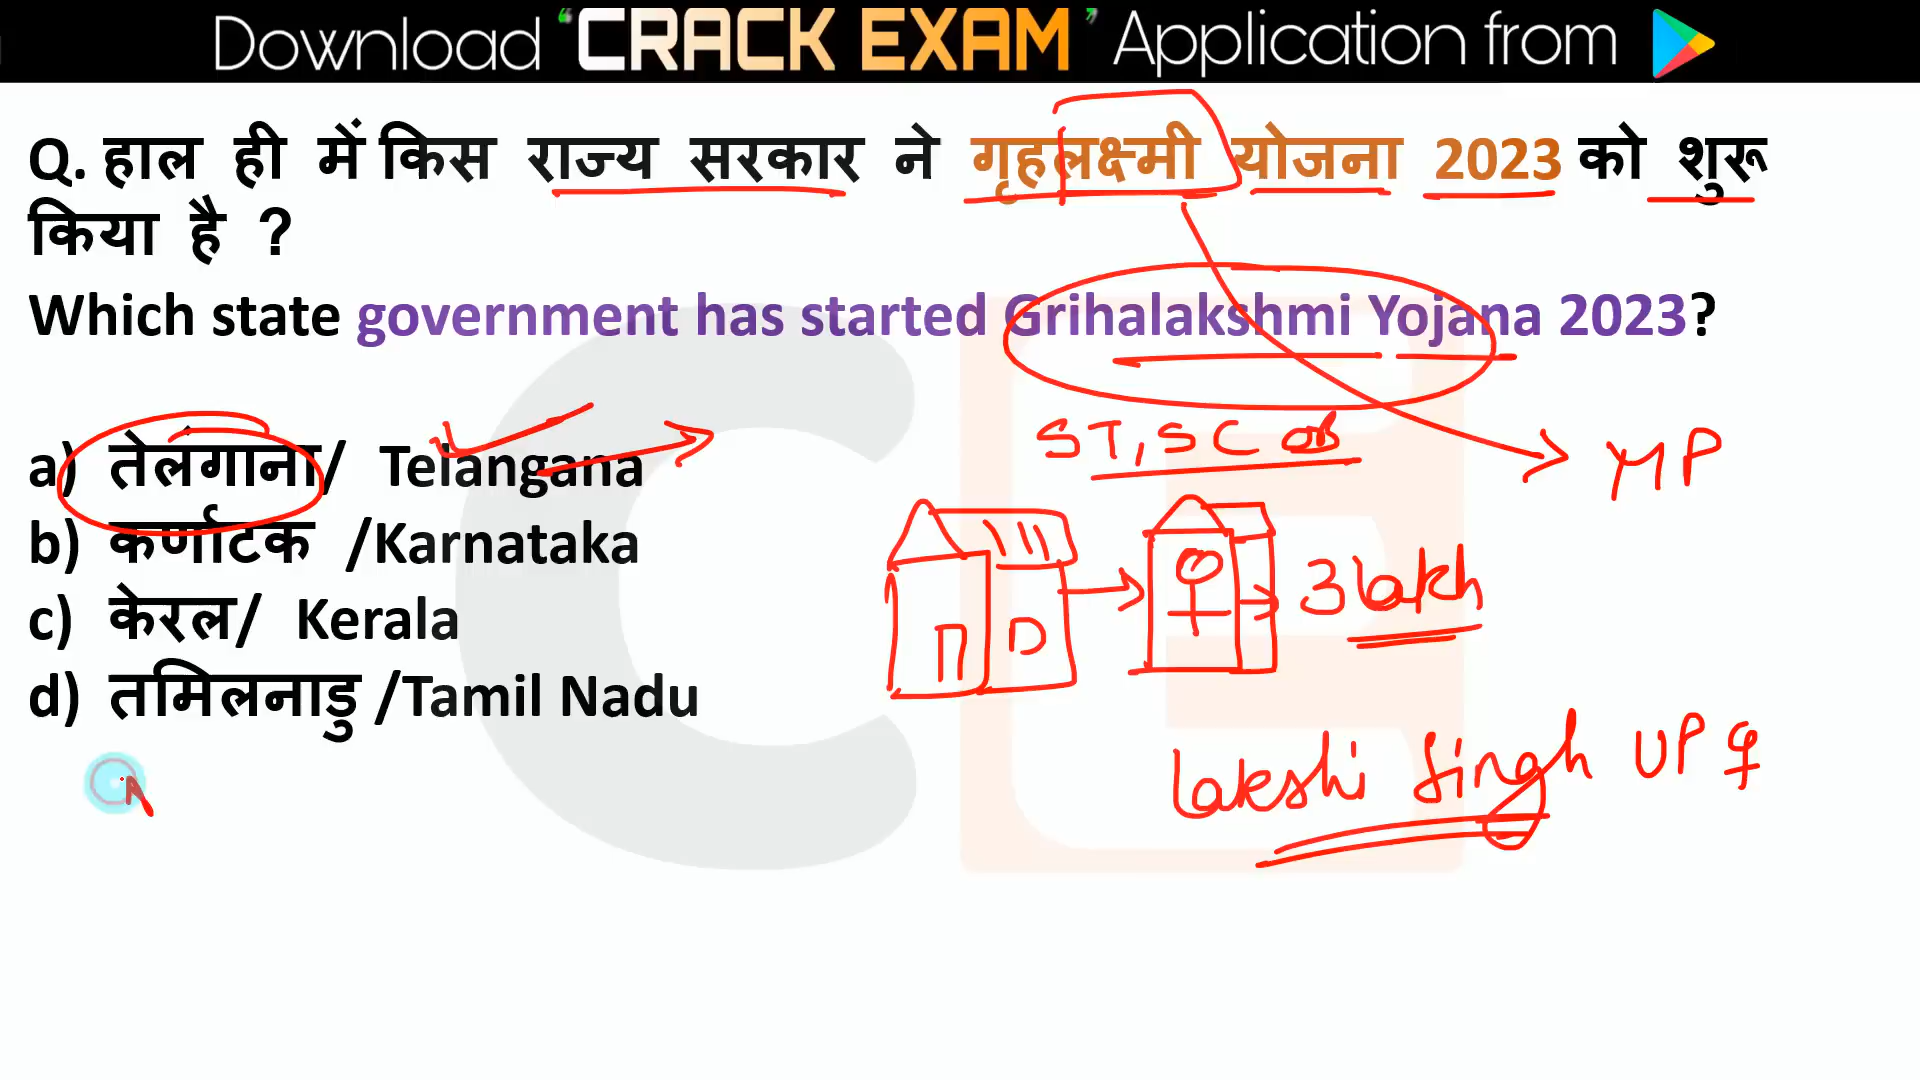 Download “CRACK EXAM” Application from
Q. हाल ही में किस राज्य सरकार ने गृहलक्ष्मी योजना 2023 को शुरू
किया है ?
Which state government has started Grihalakshmi Yojana 2023?
ST, SC
MP
a) तेलंगाना/ Telangana
b) कर्णाटक /Karnataka
3 lakh
c) केरल/ Kerala
d) तमिलनाडु /Tamil Nadu
Lakshi Singh UP